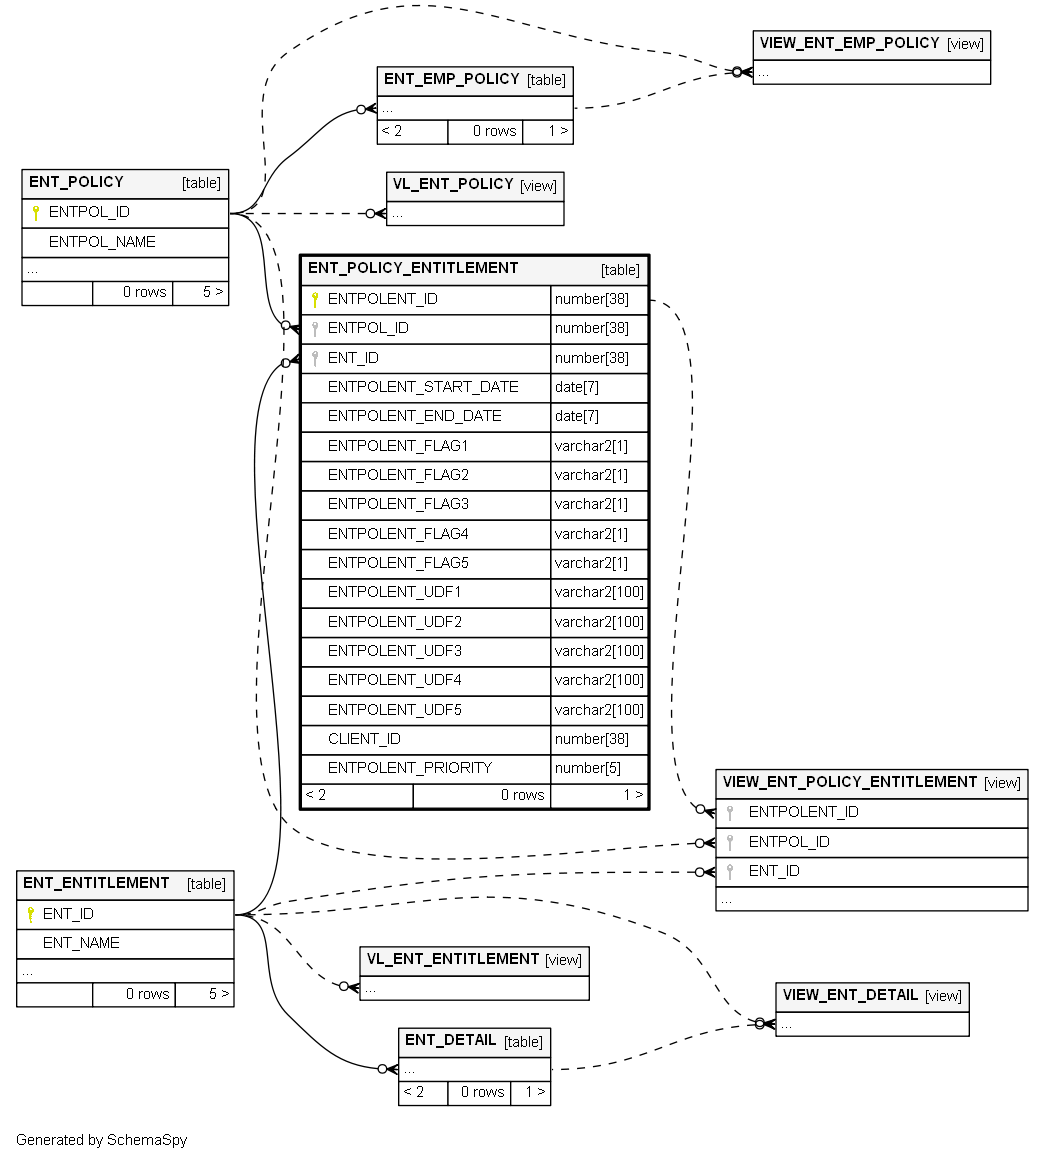 VIEW_ENT_EMP_POLICY [view]
...
ENT_EMP_POLICY [table]
...
< 2 0 rows 1 >
ENT_POLICY [table]
ENTPOL_ID
ENTPOL_NAME
...
0 rows 5 >
VL_ENT_POLICY [view]
...
ENT_POLICY_ENTITLEMENT [table]
ENTPOLENT_ID number[38]
ENTPOL_ID number[38]
ENT_ID number[38]
ENTPOLENT_START_DATE date[7]
ENTPOLENT_END_DATE date[7]
ENTPOLENT_FLAG1 varchar2[1]
ENTPOLENT_FLAG2 varchar2[1]
ENTPOLENT_FLAG3 varchar2[1]
ENTPOLENT_FLAG4 varchar2[1]
ENTPOLENT_FLAG5 varchar2[1]
ENTPOLENT_UDF1 varchar2[100]
ENTPOLENT_UDF2 varchar2[100]
ENTPOLENT_UDF3 varchar2[100]
ENTPOLENT_UDF4 varchar2[100]
ENTPOLENT_UDF5 varchar2[100]
CLIENT_ID number[38]
ENTPOLENT_PRIORITY number[5]
< 2 0 rows 1 >
VIEW_ENT_POLICY_ENTITLEMENT [view]
ENTPOLENT_ID
ENTPOL_ID
ENT_ID
...
ENT_ENTITLEMENT [table]
ENT_ID
ENT_NAME
...
0 rows 5 >
VL_ENT_ENTITLEMENT [view]
...
VIEW_ENT_DETAIL [view]
...
ENT_DETAIL [table]
...
< 2 0 rows 1 >
Generated by SchemaSpy